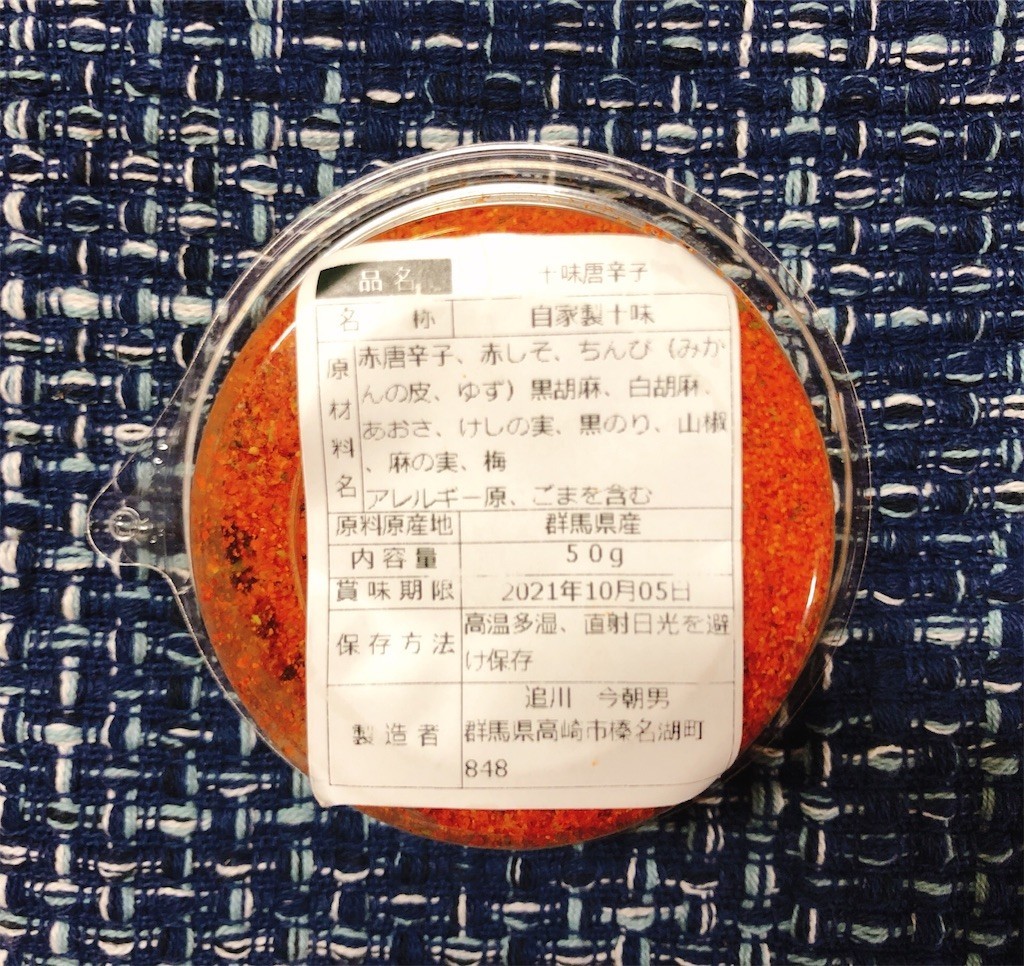 品名 十味唐辛子
名称 自家製十味
原材料名 赤唐辛子、赤しそ、ちんぴ（みか
んの皮、ゆず）黒胡麻、白胡麻、
あおさ、けしの実、黒のり、山椒
、麻の実、梅
アレルギー原、ごまを含む
原料原産地 群馬県産
内容量 50g
賞味期限 2021年10月05日
保存方法 高温多湿、直射日光を避
け保存
製造者 追川 今朝男
群馬県高崎市榛名湖町
848